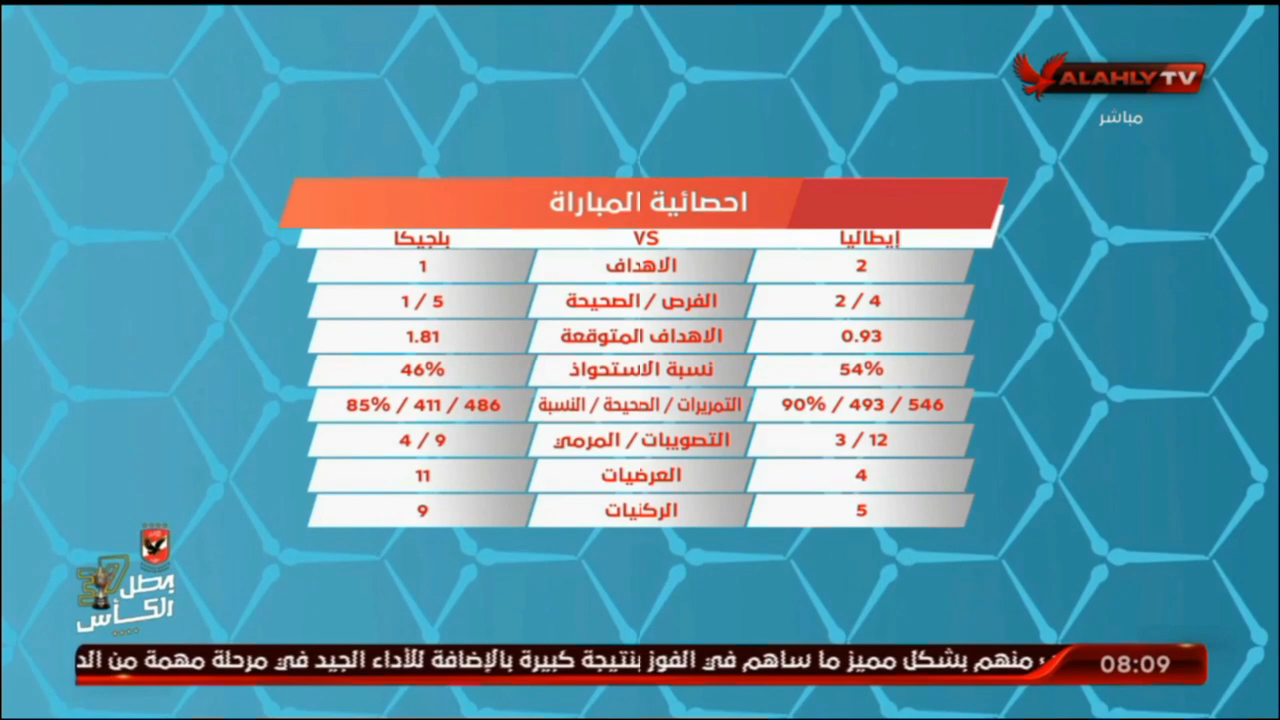 ALAHLY TV
مباشر
احصائية المباراة
إيطاليا VS بلجيكا
2 الاهداف 1
2 / 4 الفرص / الصحيحة 1 / 5
0.93 الاهداف المتوقعة 1.81
54% نسبة الاستحواذ 46%
90% / 493 / 546 التمريرات / الصحيحة / النسبة 85% / 411 / 486
3 / 12 التصويبات / المرمي 4 / 9
4 العرضيات 11
5 الركنيات 9
37
بطل
الكأس
08:09
منهم بشكل مميز ما ساهم في الفوز بنتيجة كبيرة بالإضافة للأداء الجيد في مرحلة مهمة من